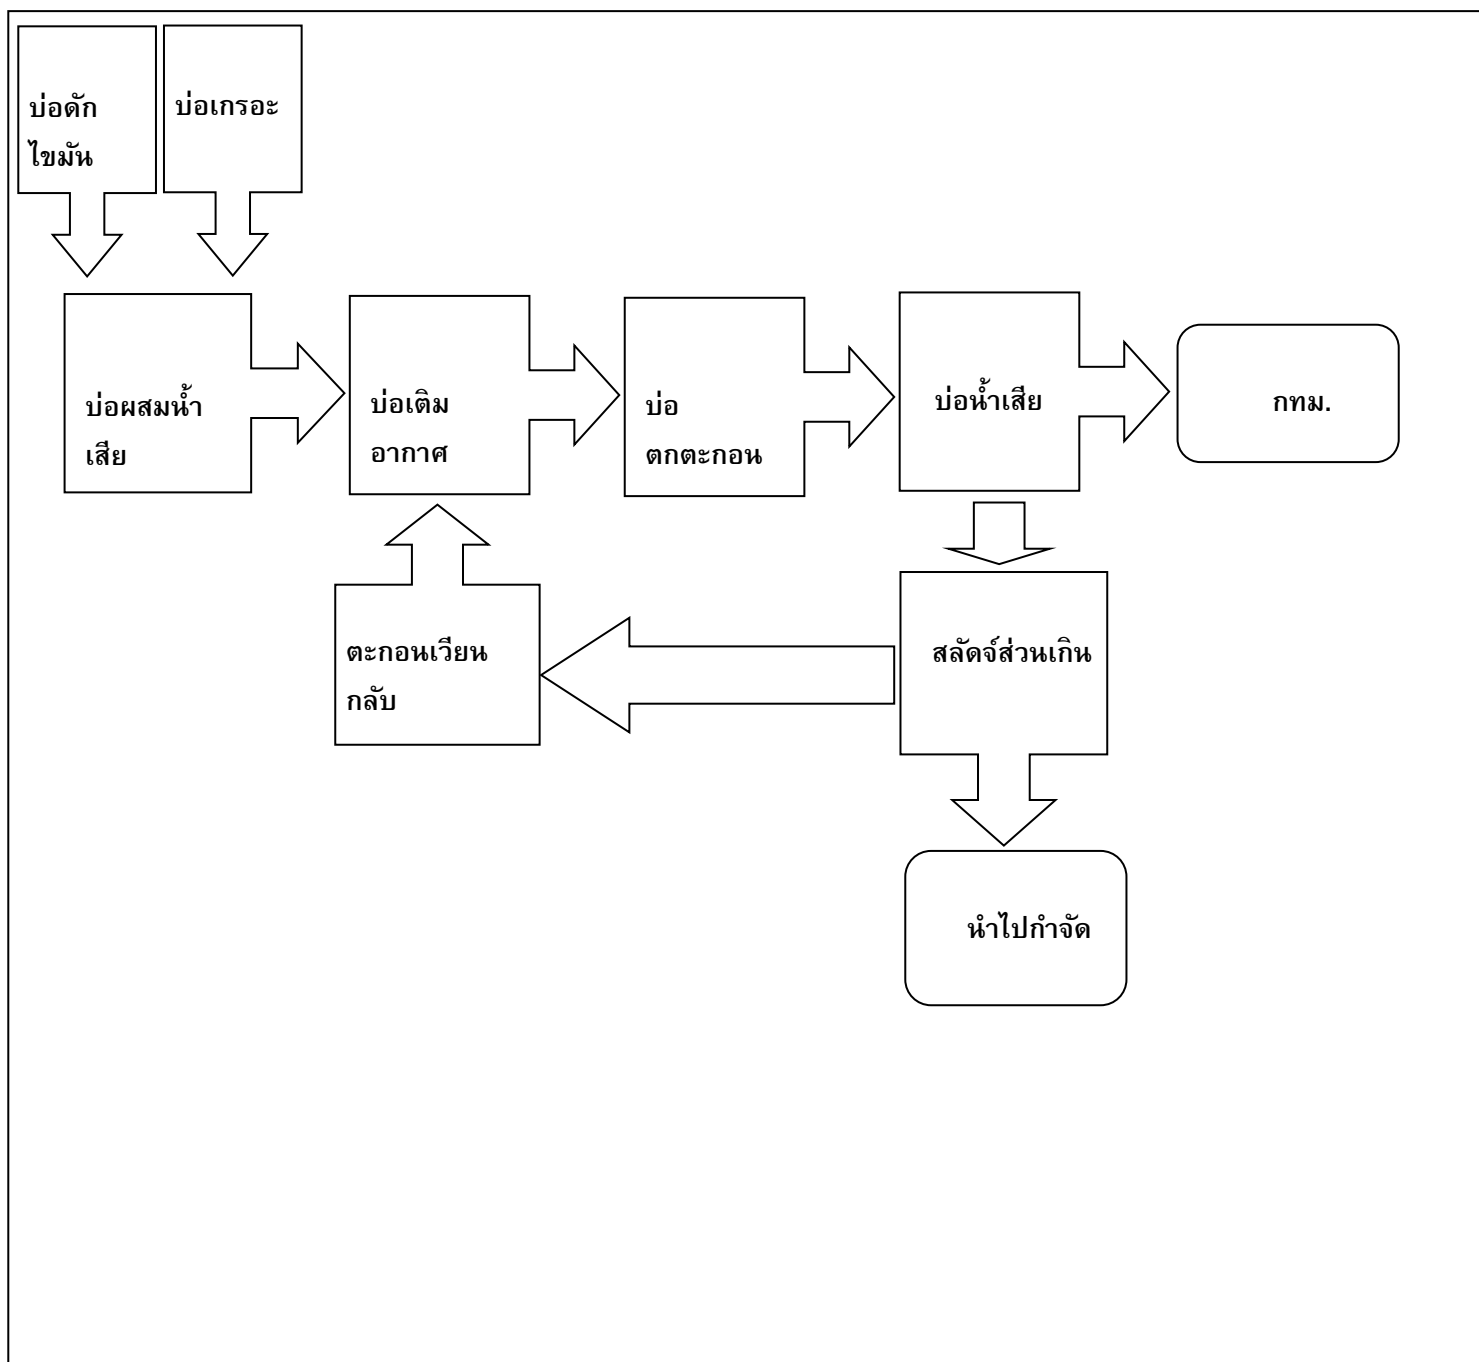 บ่อดัก
ไขมัน
บ่อเกรอะ
บ่อผสมน้ำ
เสีย
บ่อเติม
อากาศ
บ่อ
ตกตะกอน
บ่อน้ำเสีย
กทม.
ตะกอนเวียน
กลับ
สลัดจ์ส่วนเกิน
นำไปกำจัด